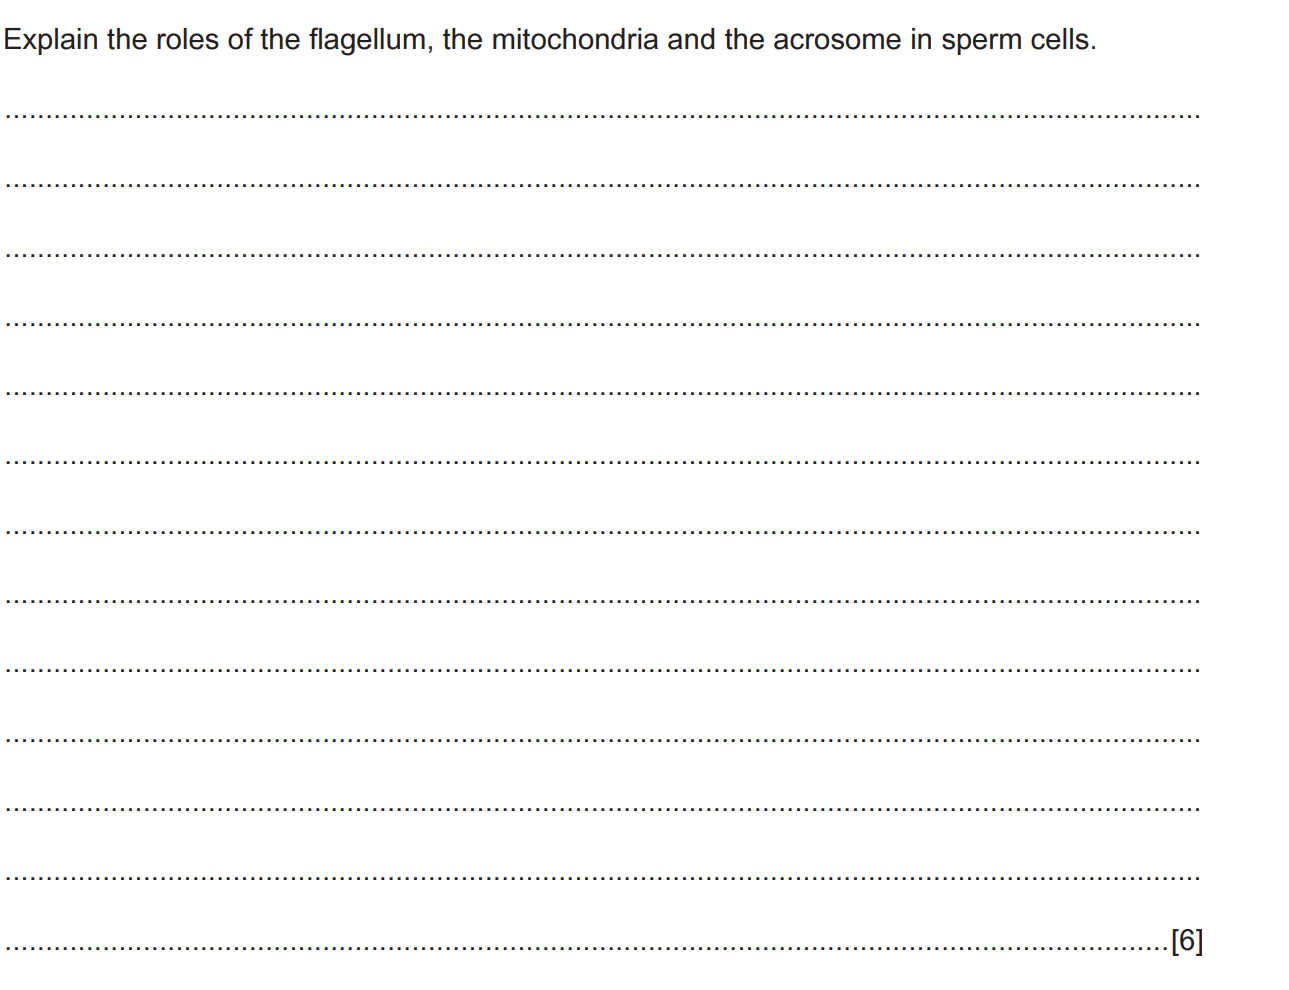 Explain the roles of the flagellum, the mitochondria and the acrosome in sperm cells.
[6]